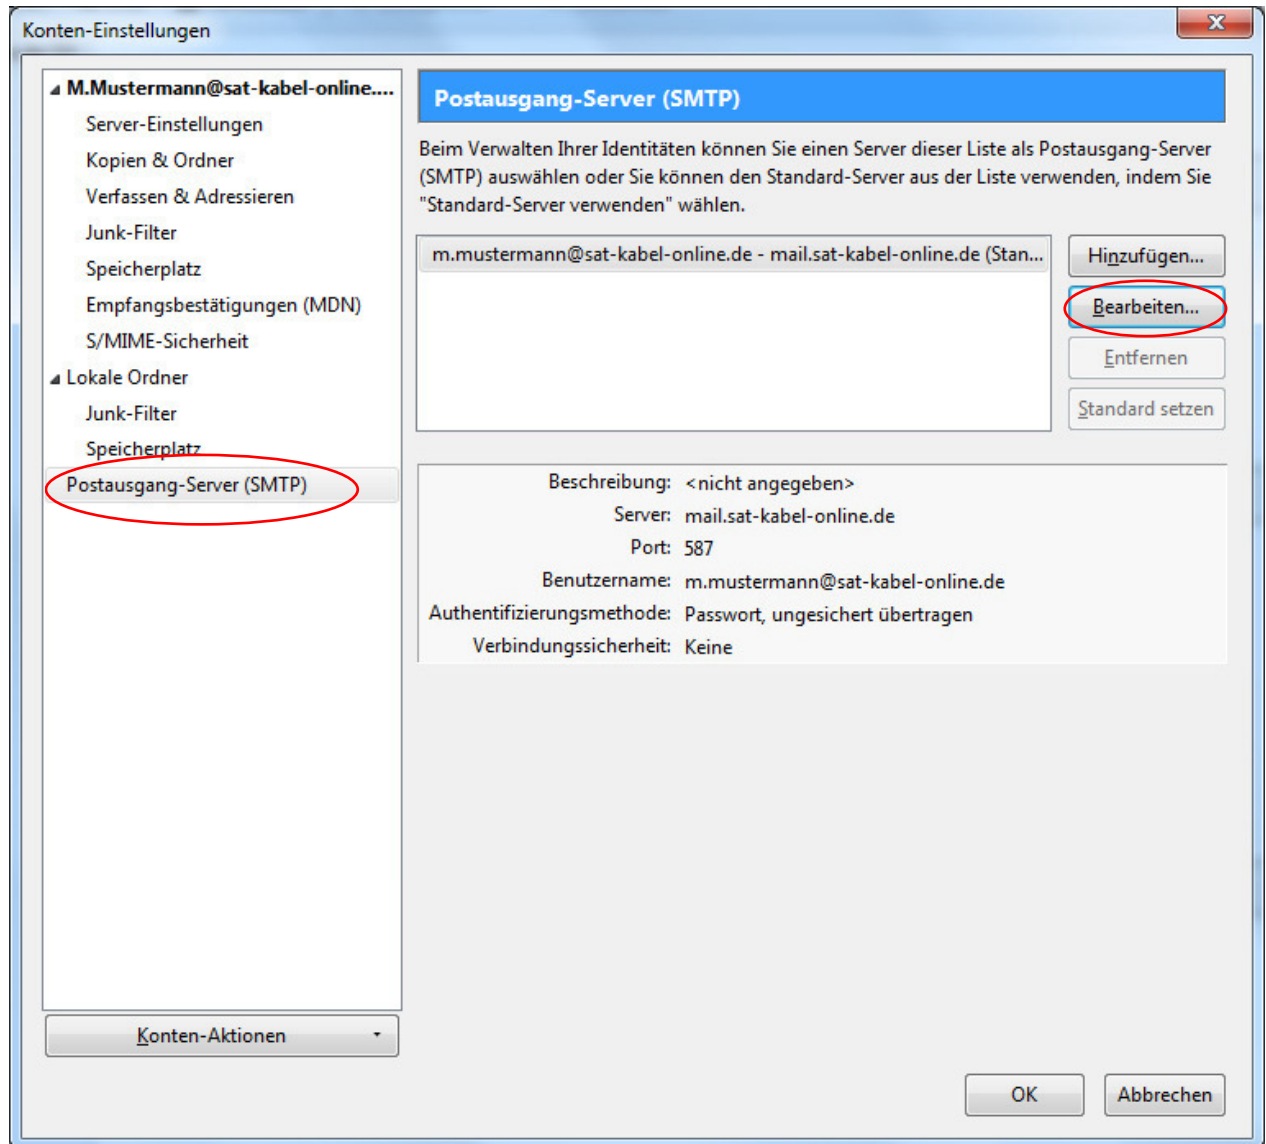 Konten-Einstellungen
M.Mustermann@sat-kabel-online....
Server-Einstellungen
Kopien & Ordner
Verfassen & Adressieren
Junk-Filter
Speicherplatz
Empfangsbestätigungen (MDN)
S/MIME-Sicherheit
Lokale Ordner
Junk-Filter
Speicherplatz
Postausgang-Server (SMTP)
Konten-Aktionen
Postausgang-Server (SMTP)
Beim Verwalten Ihrer Identitäten können Sie einen Server dieser Liste als Postausgang-Server
(SMTP) auswählen oder Sie können den Standard-Server aus der Liste verwenden, indem Sie
"Standard-Server verwenden" wählen.
m.mustermann@sat-kabel-online.de - mail.sat-kabel-online.de (Stan...
Hinzufügen...
Bearbeiten...
Entfernen
Standard setzen
Beschreibung: <nicht angegeben>
Server: mail.sat-kabel-online.de
Port: 587
Benutzername: m.mustermann@sat-kabel-online.de
Authentifizierungsmethode: Passwort, ungesichert übertragen
Verbindungssicherheit: Keine
OK
Abbrechen